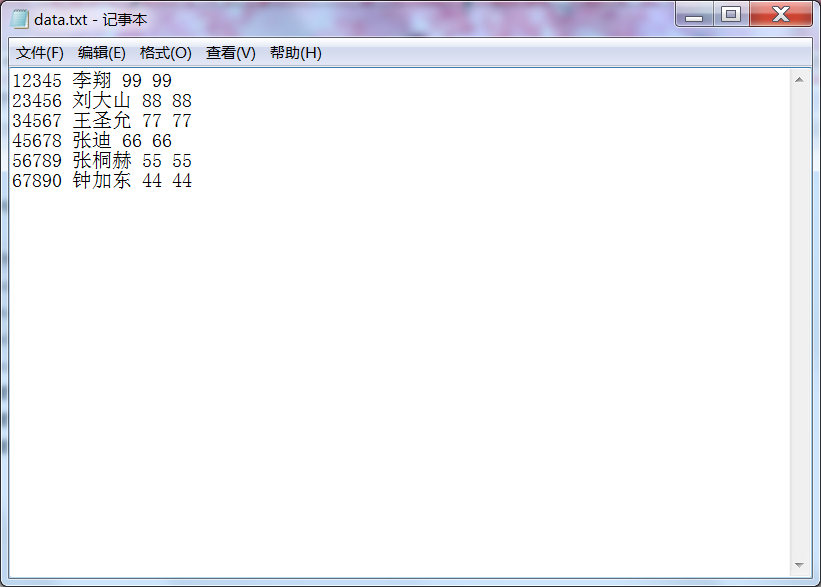 data.txt - 记事本
文件(F) 编辑(E) 格式(O) 查看(V) 帮助(H)
12345 李翔 99 99
23456 刘大山 88 88
34567 王圣允 77 77
45678 张迪 66 66
56789 张桐赫 55 55
67890 钟加东 44 44